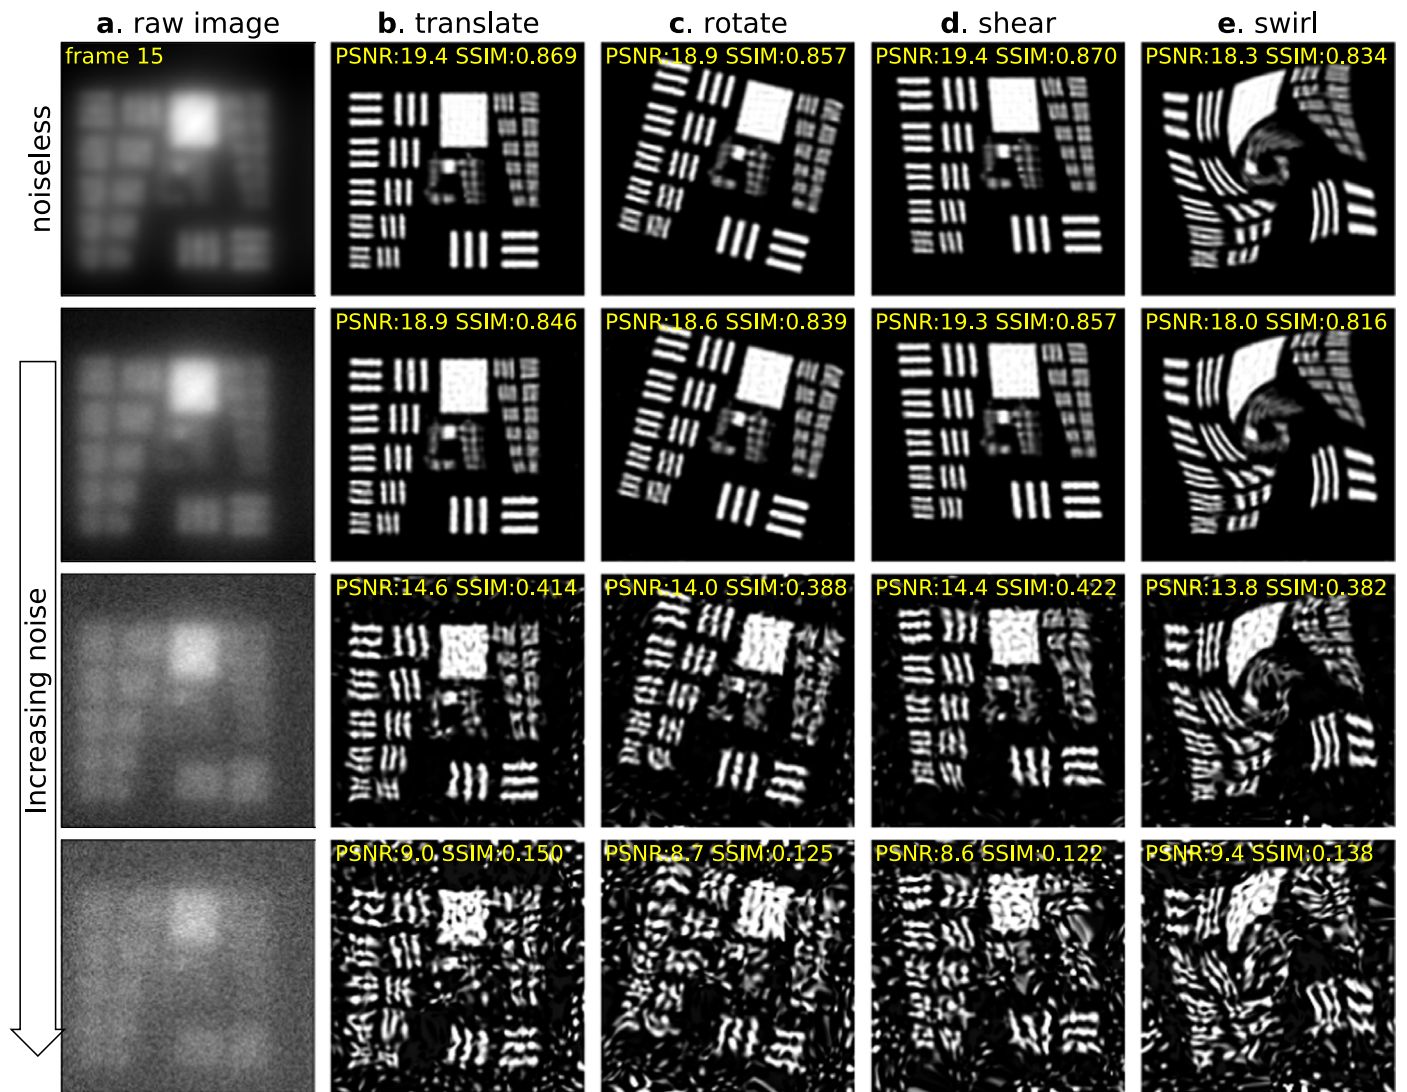 a. raw image b. translate c. rotate d. shear e. swirl
noiseless
frame 15
PSNR:19.4 SSIM:0.869
PSNR:18.9 SSIM:0.857
PSNR:19.4 SSIM:0.870
PSNR:18.3 SSIM:0.834
Increasing noise
PSNR:18.9 SSIM:0.846
PSNR:18.6 SSIM:0.839
PSNR:19.3 SSIM:0.857
PSNR:18.0 SSIM:0.816
PSNR:14.6 SSIM:0.414
PSNR:14.0 SSIM:0.388
PSNR:14.4 SSIM:0.422
PSNR:13.8 SSIM:0.382
PSNR:9.0 SSIM:0.150
PSNR:8.7 SSIM:0.125
PSNR:8.6 SSIM:0.122
PSNR:9.4 SSIM:0.138